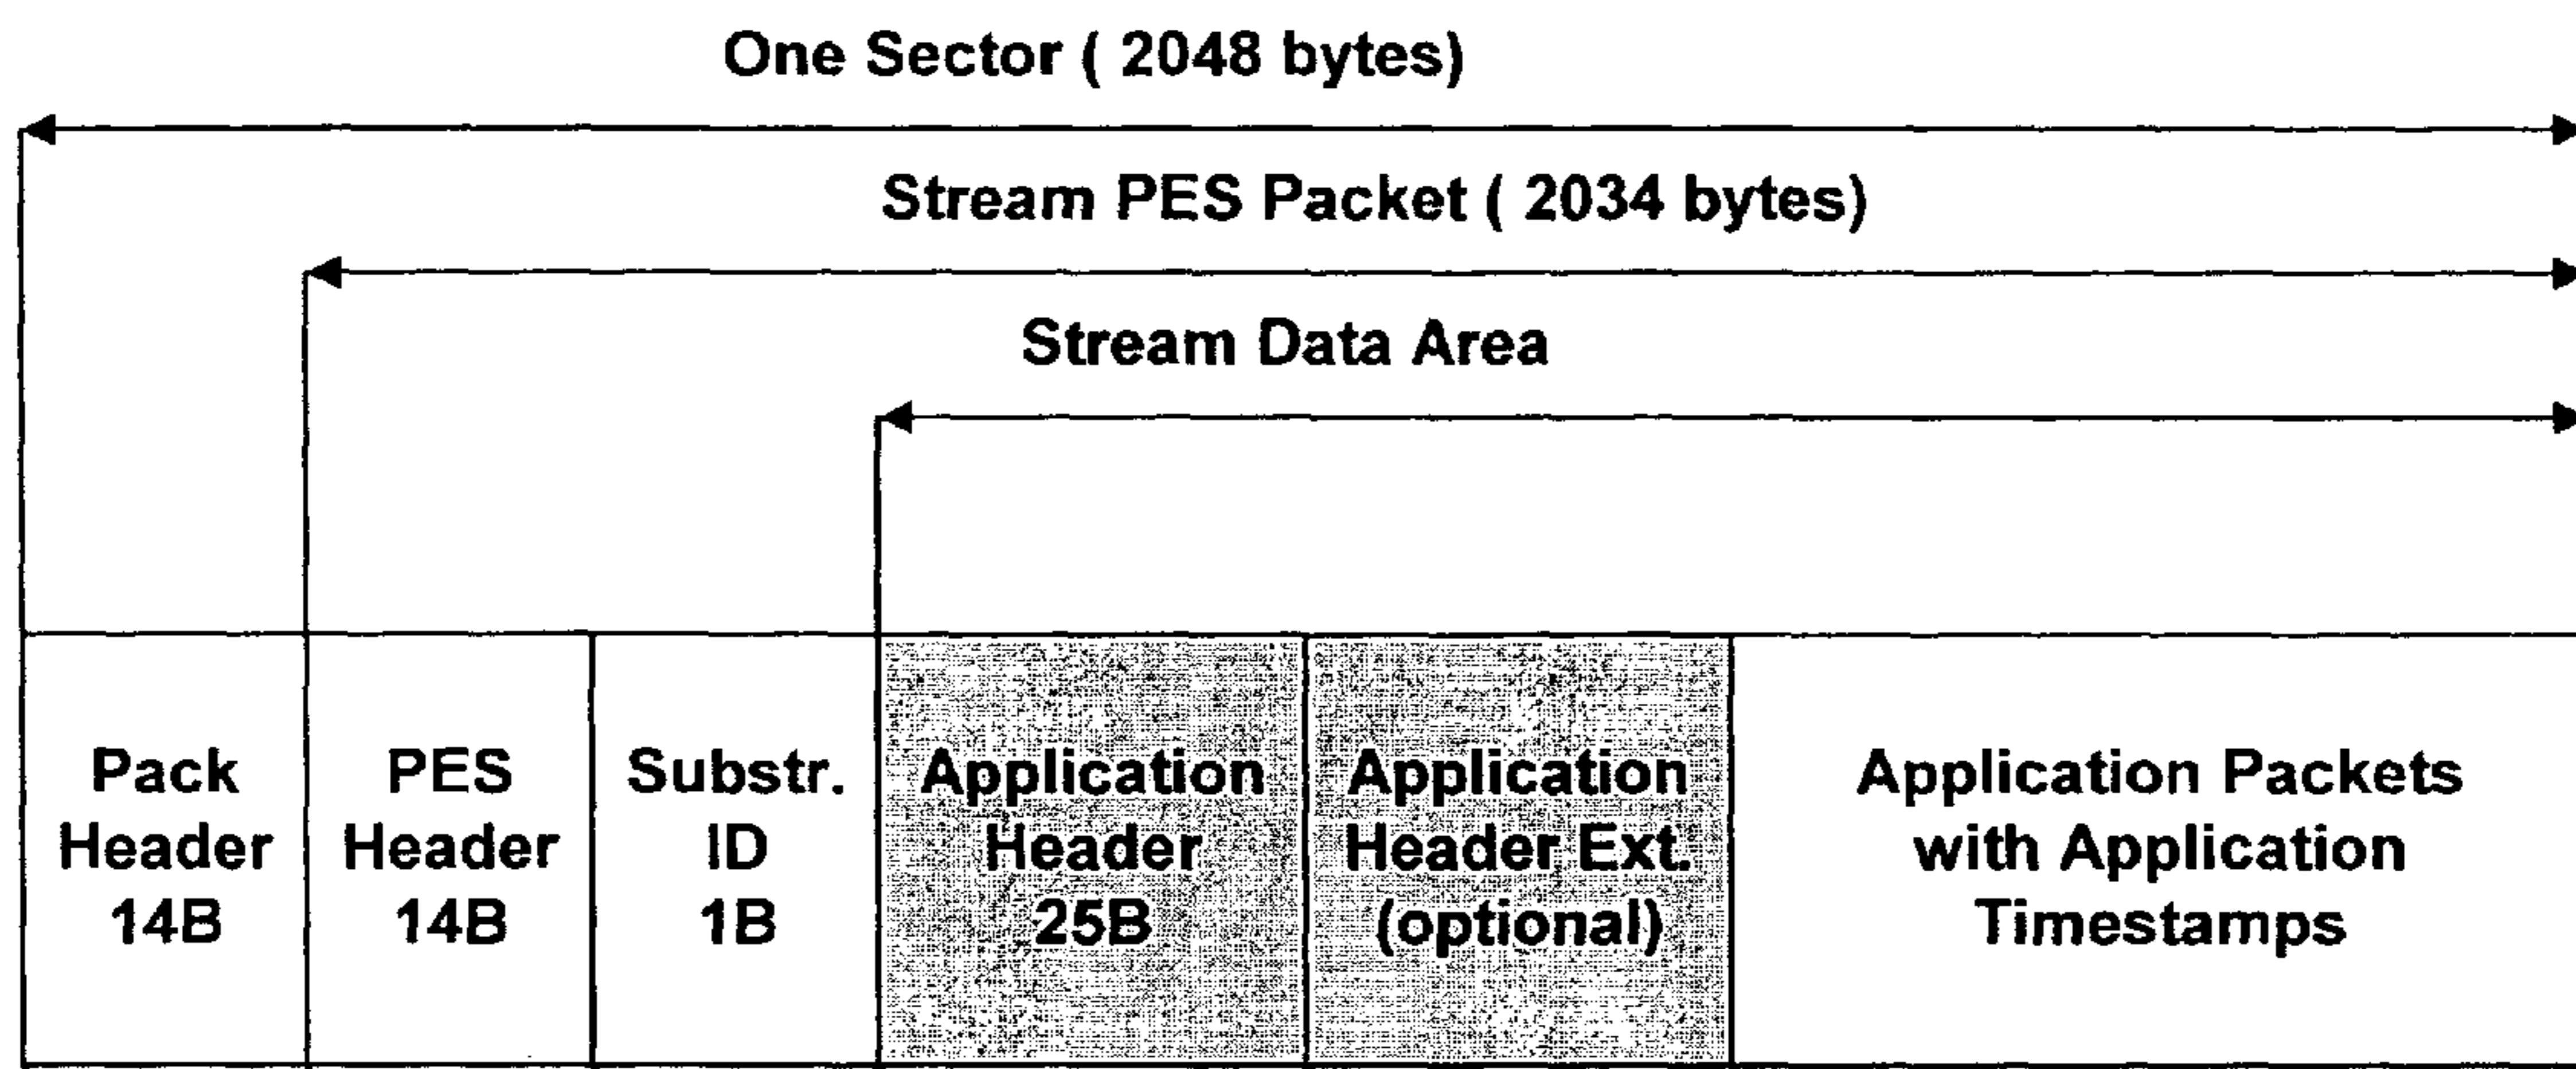 One Sector ( 2048 bytes)
Stream PES Packet ( 2034 bytes)
Stream Data Area
Pack
Header
14B
PES
Header
14B
Substr.
ID
1B
Application
Header
25B
Application
Header Ext.
(optional)
Application Packets
with Application
Timestamps